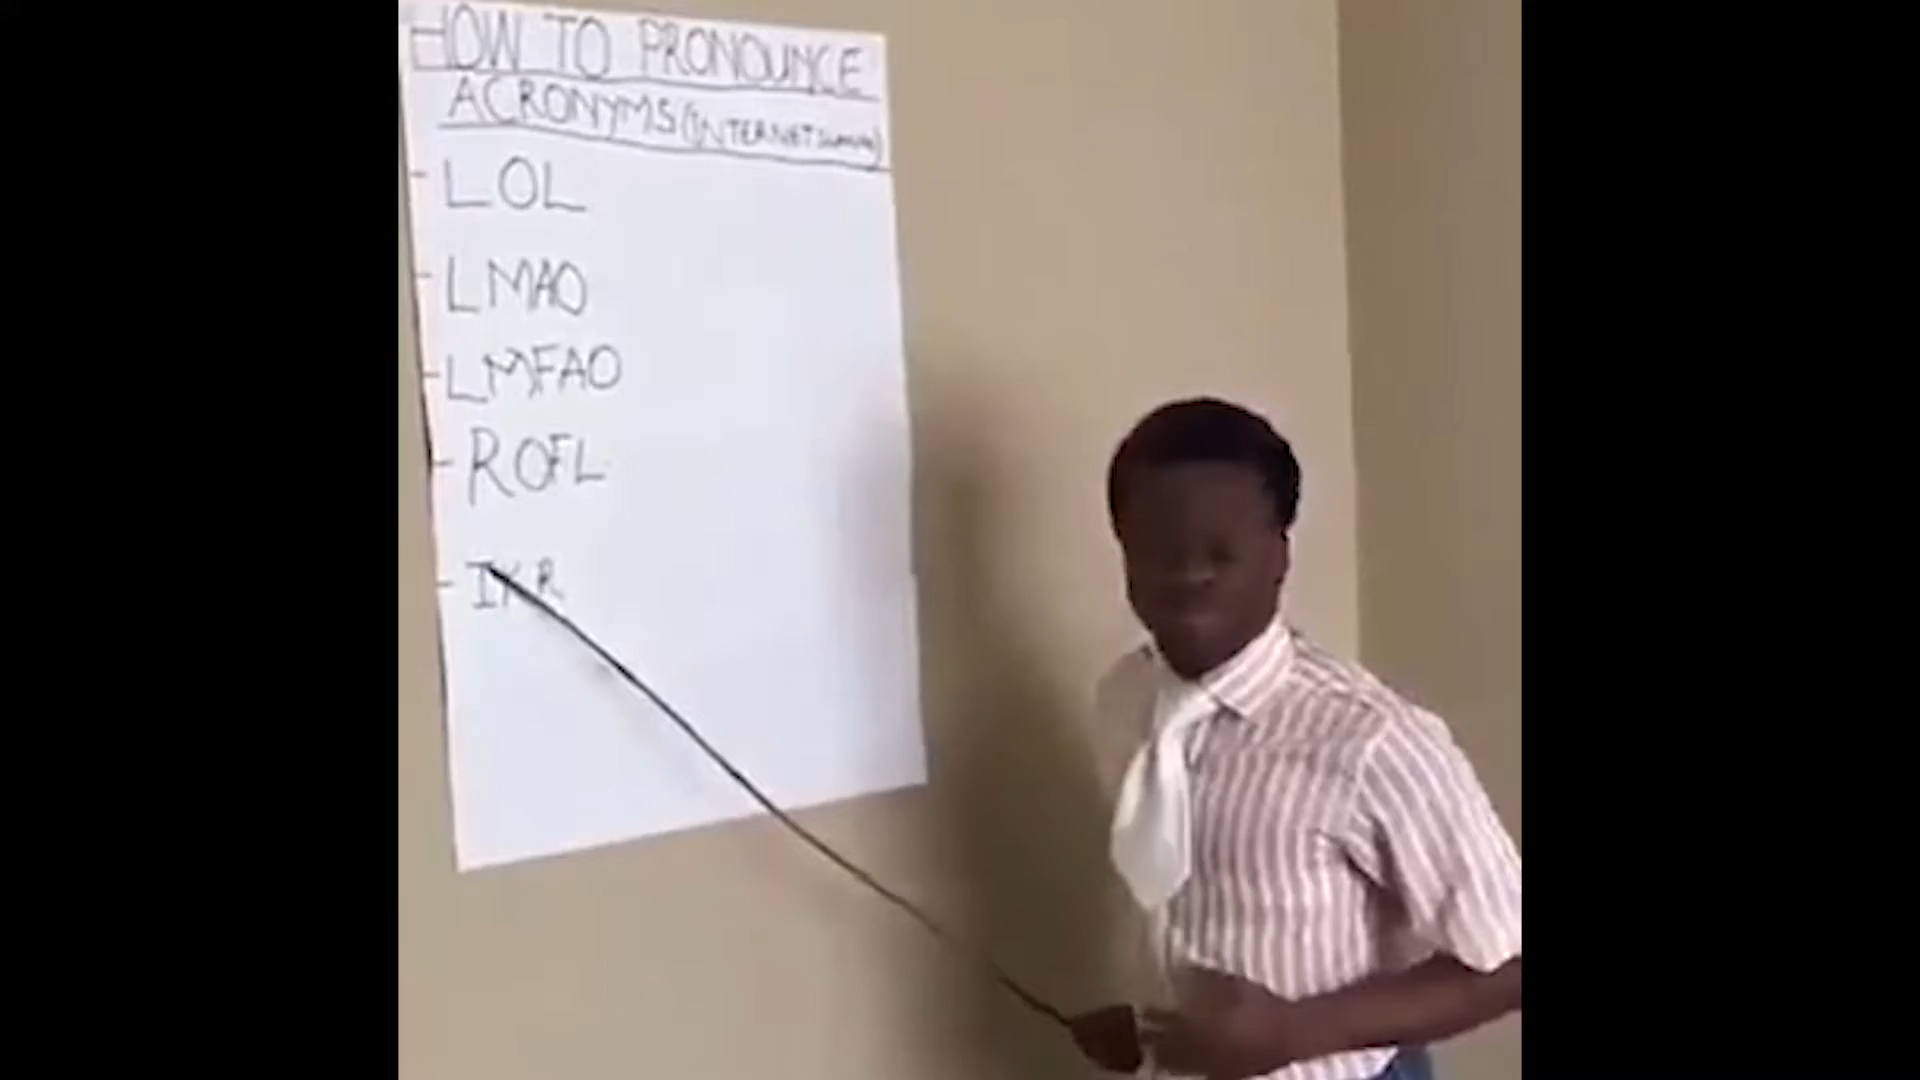 HOW TO PRONOUNCE
ACRONYMS (INTERNET
LOL
LMAO
LMFAO
ROFL
IKR